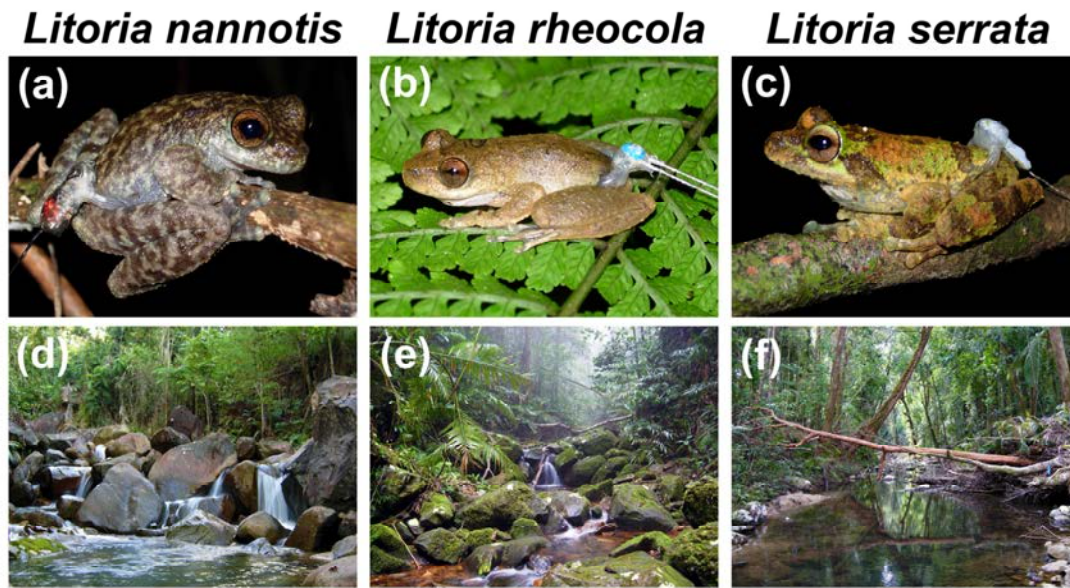 Litoria nannotis Litoria rheocola Litoria serrata
(a) (b) (c)
(d) (e) (f)